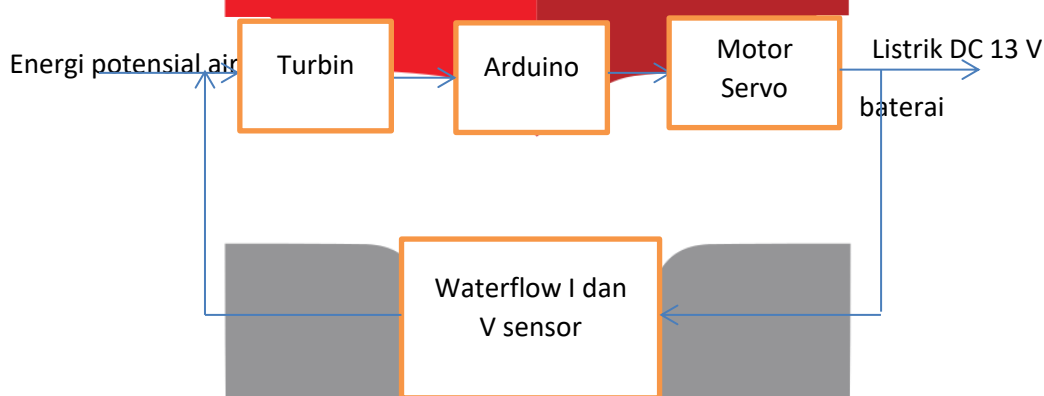 Energi potensial air
Turbin
Arduino
Motor
Servo
Listrik DC 13 V
baterai
Waterflow I dan
V sensor